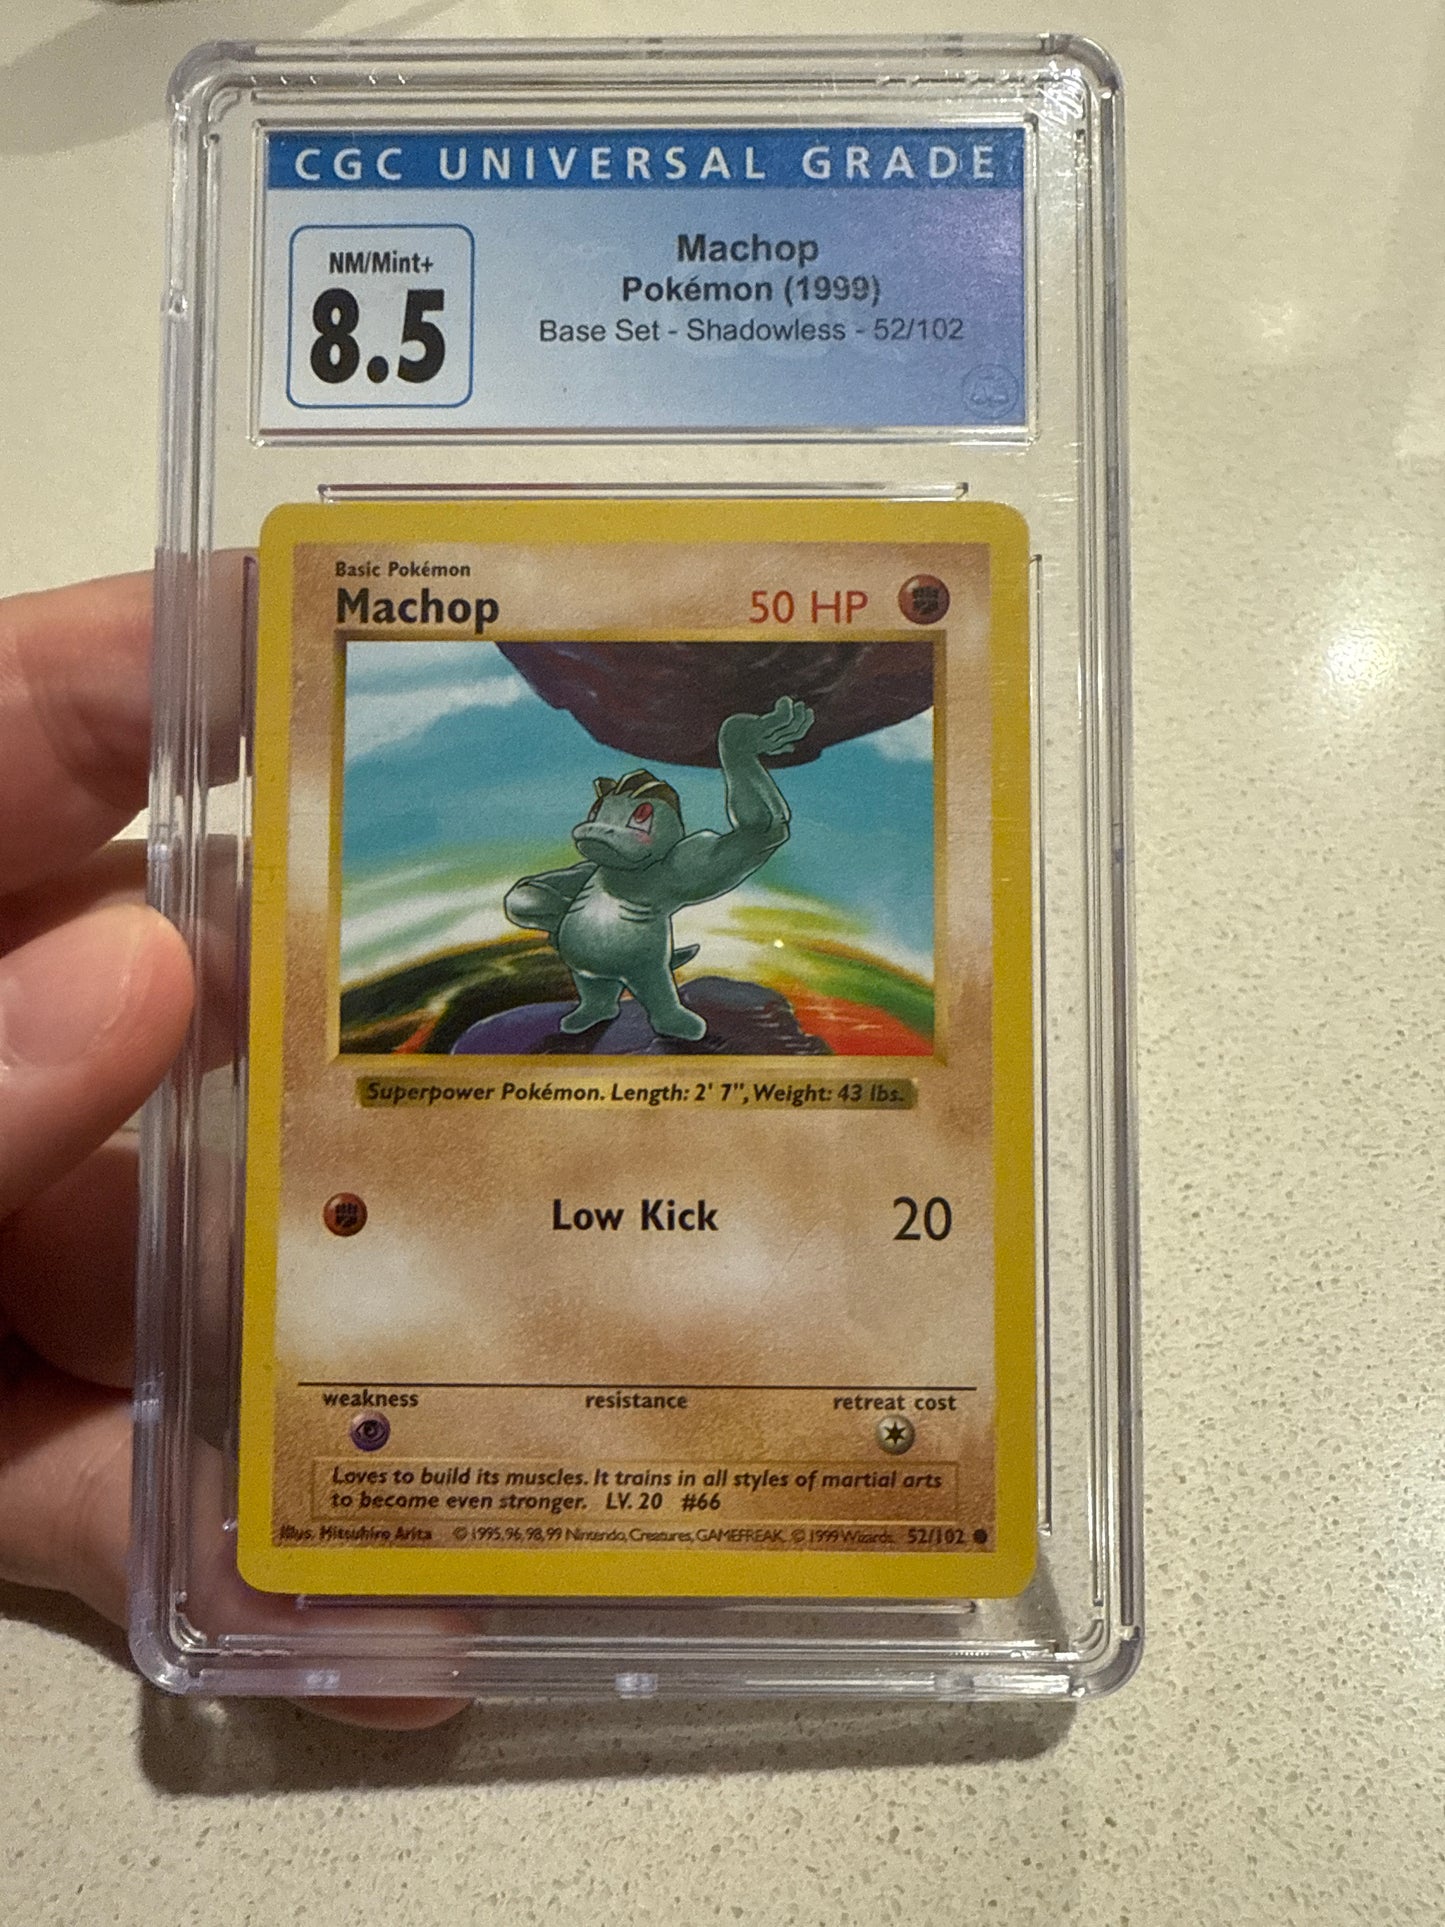 CGC UNIVERSAL GRADE
NM/Mint+
8.5
Machop
Pokémon (1999)
Base Set - Shadowless - 52/102
Basic Pokémon
Machop 50 HP
Superpower Pokémon. Length: 2' 7", Weight: 43 lbs.
Low Kick 20
weakness resistance retreat cost
Loves to build its muscles. It trains in all styles of martial arts
to become even stronger. LV. 20 #66
Illus. Mitsuhiro Arita © 1995, 96, 98, 99 Nintendo, Creatures, GAMEFREAK. © 1999 Wizards. 52/102